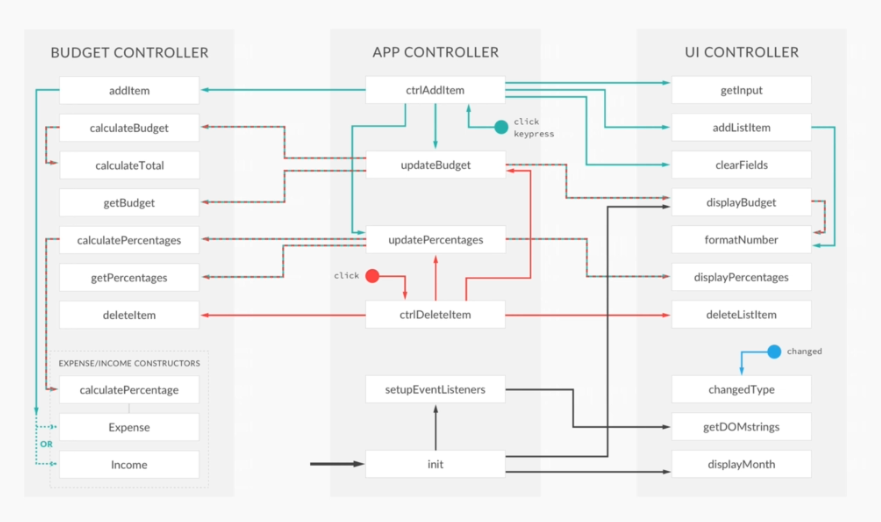 BUDGET CONTROLLER
addItem
calculateBudget
calculateTotal
getBudget
calculatePercentages
getPercentages
deleteItem
EXPENSE/INCOME CONSTRUCTORS
calculatePercentage
Expense
OR
Income
APP CONTROLLER
ctrlAddItem
click
keypress
updateBudget
updatePercentages
click
ctrlDeleteItem
setupEventListeners
init
UI CONTROLLER
getInput
addListItem
clearFields
displayBudget
formatNumber
displayPercentages
deleteListItem
changed
changedType
getDOMstrings
displayMonth